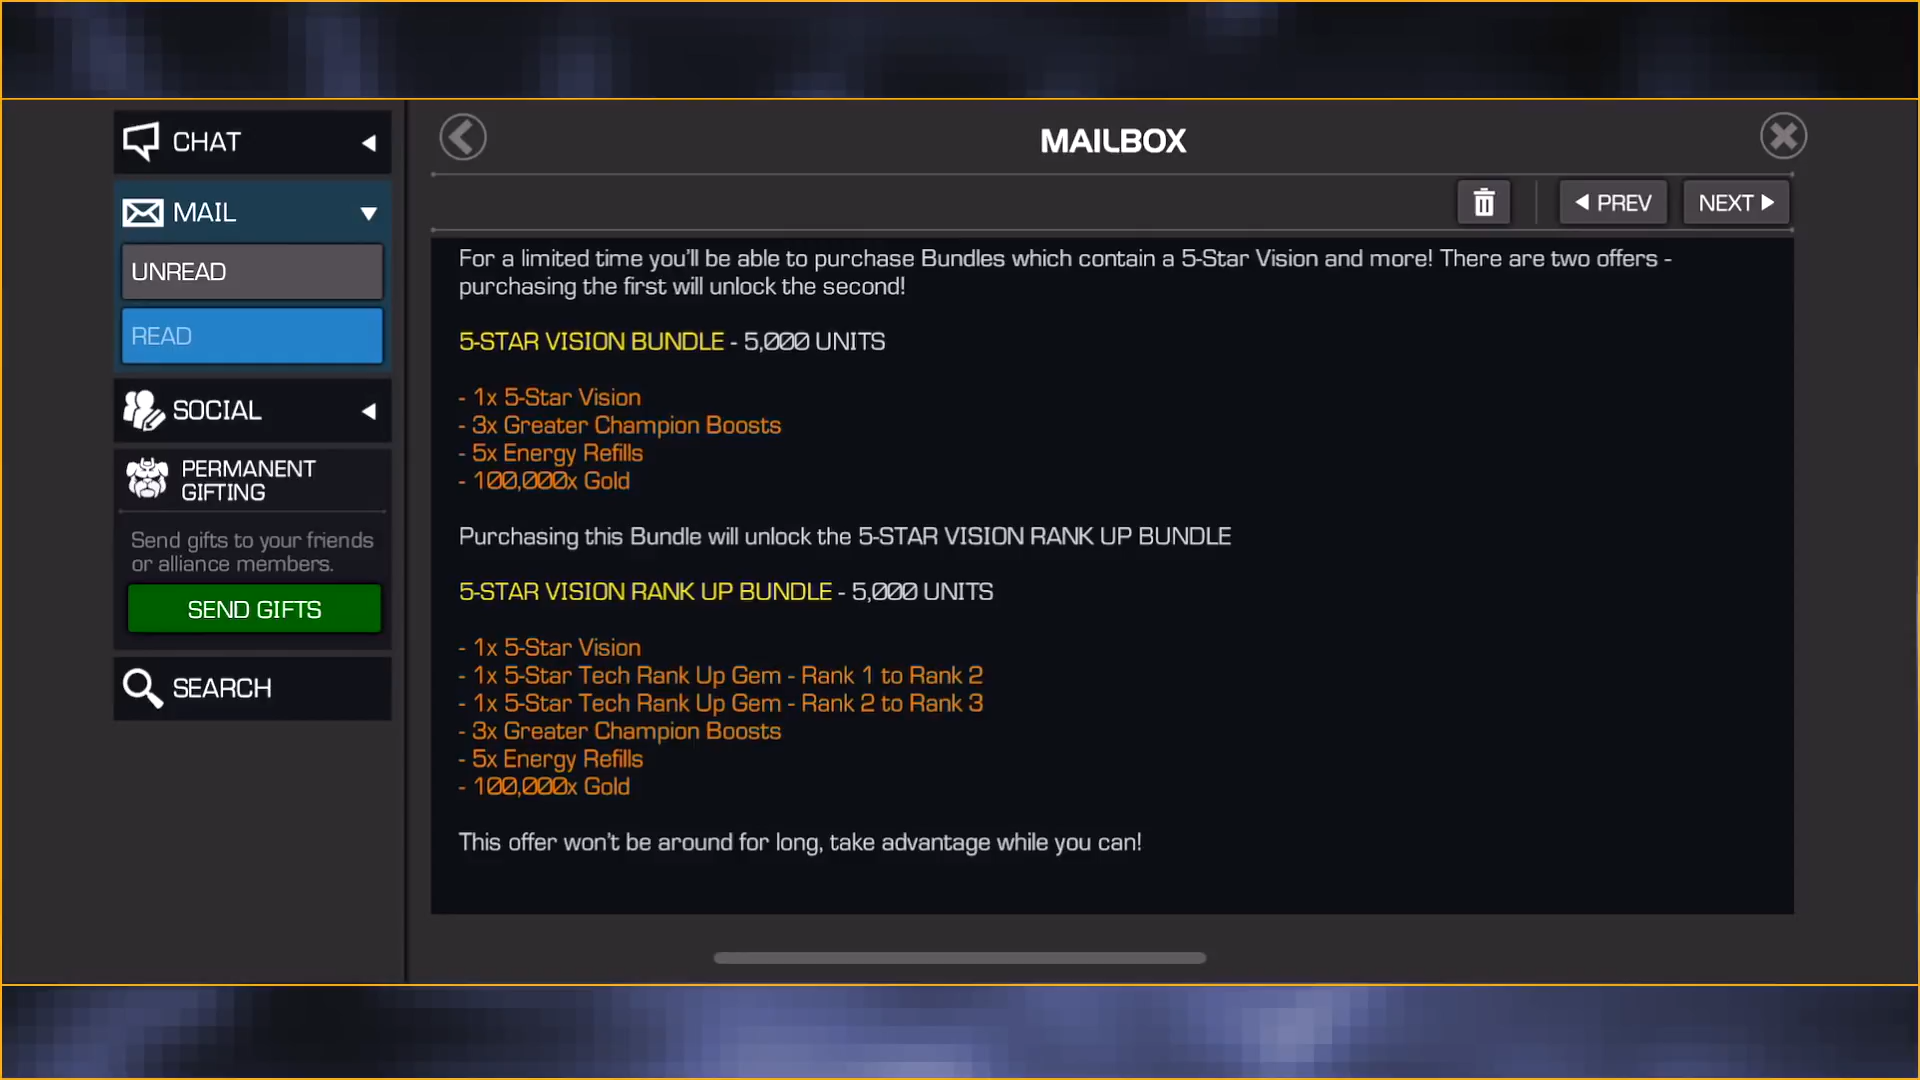 CHAT
MAIL
UNREAD
READ
SOCIAL
PERMANENT
GIFTING
Send gifts to your friends
or alliance members.
SEND GIFTS
SEARCH
MAILBOX
PREV
NEXT
For a limited time you'll be able to purchase Bundles which contain a 5-Star Vision and more! There are two offers -
purchasing the first will unlock the second!
5-STAR VISION BUNDLE - 5,000 UNITS
- 1x 5-Star Vision
- 3x Greater Champion Boosts
- 5x Energy Refills
- 100,000x Gold
Purchasing this Bundle will unlock the 5-STAR VISION RANK UP BUNDLE
5-STAR VISION RANK UP BUNDLE - 5,000 UNITS
- 1x 5-Star Vision
- 1x 5-Star Tech Rank Up Gem - Rank 1 to Rank 2
- 1x 5-Star Tech Rank Up Gem - Rank 2 to Rank 3
- 3x Greater Champion Boosts
- 5x Energy Refills
- 100,000x Gold
This offer won't be around for long, take advantage while you can!